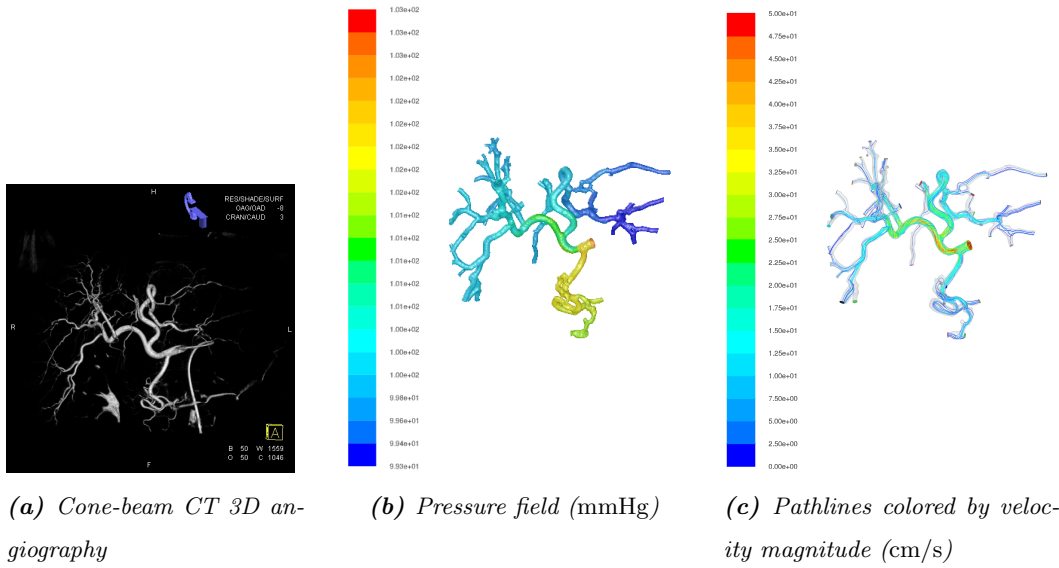 H
RES/SHADE/SURF
OAG/OAD -8
CRAN/CAUD 3
R
L
C
A
B 50 W 1559
O 50 C 1046
F
1.03e+02
1.03e+02
1.02e+02
1.02e+02
1.02e+02
1.02e+02
1.02e+02
1.02e+02
1.01e+02
1.01e+02
1.01e+02
1.01e+02
1.01e+02
1.00e+02
1.00e+02
1.00e+02
9.98e+01
9.96e+01
9.94e+01
9.93e+01
5.00e+01
4.75e+01
4.50e+01
4.25e+01
4.00e+01
3.75e+01
3.50e+01
3.25e+01
3.00e+01
2.75e+01
2.50e+01
2.25e+01
2.00e+01
1.75e+01
1.50e+01
1.25e+01
1.00e+01
7.50e+00
5.00e+00
2.50e+00
0.00e+00
(a) Cone-beam CT 3D an-
giography
(b) Pressure field (mmHg)
(c) Pathlines colored by veloc-
ity magnitude (cm/s)